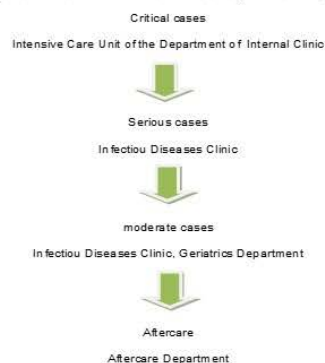 Critical cases
Intensive Care Unit of the Department of Internal Clinic
Serious cases
Infectiou Diseases Clinic
moderate cases
Infectiou Diseases Clinic, Geriatrics Department
Aftercare
Aftercare Department